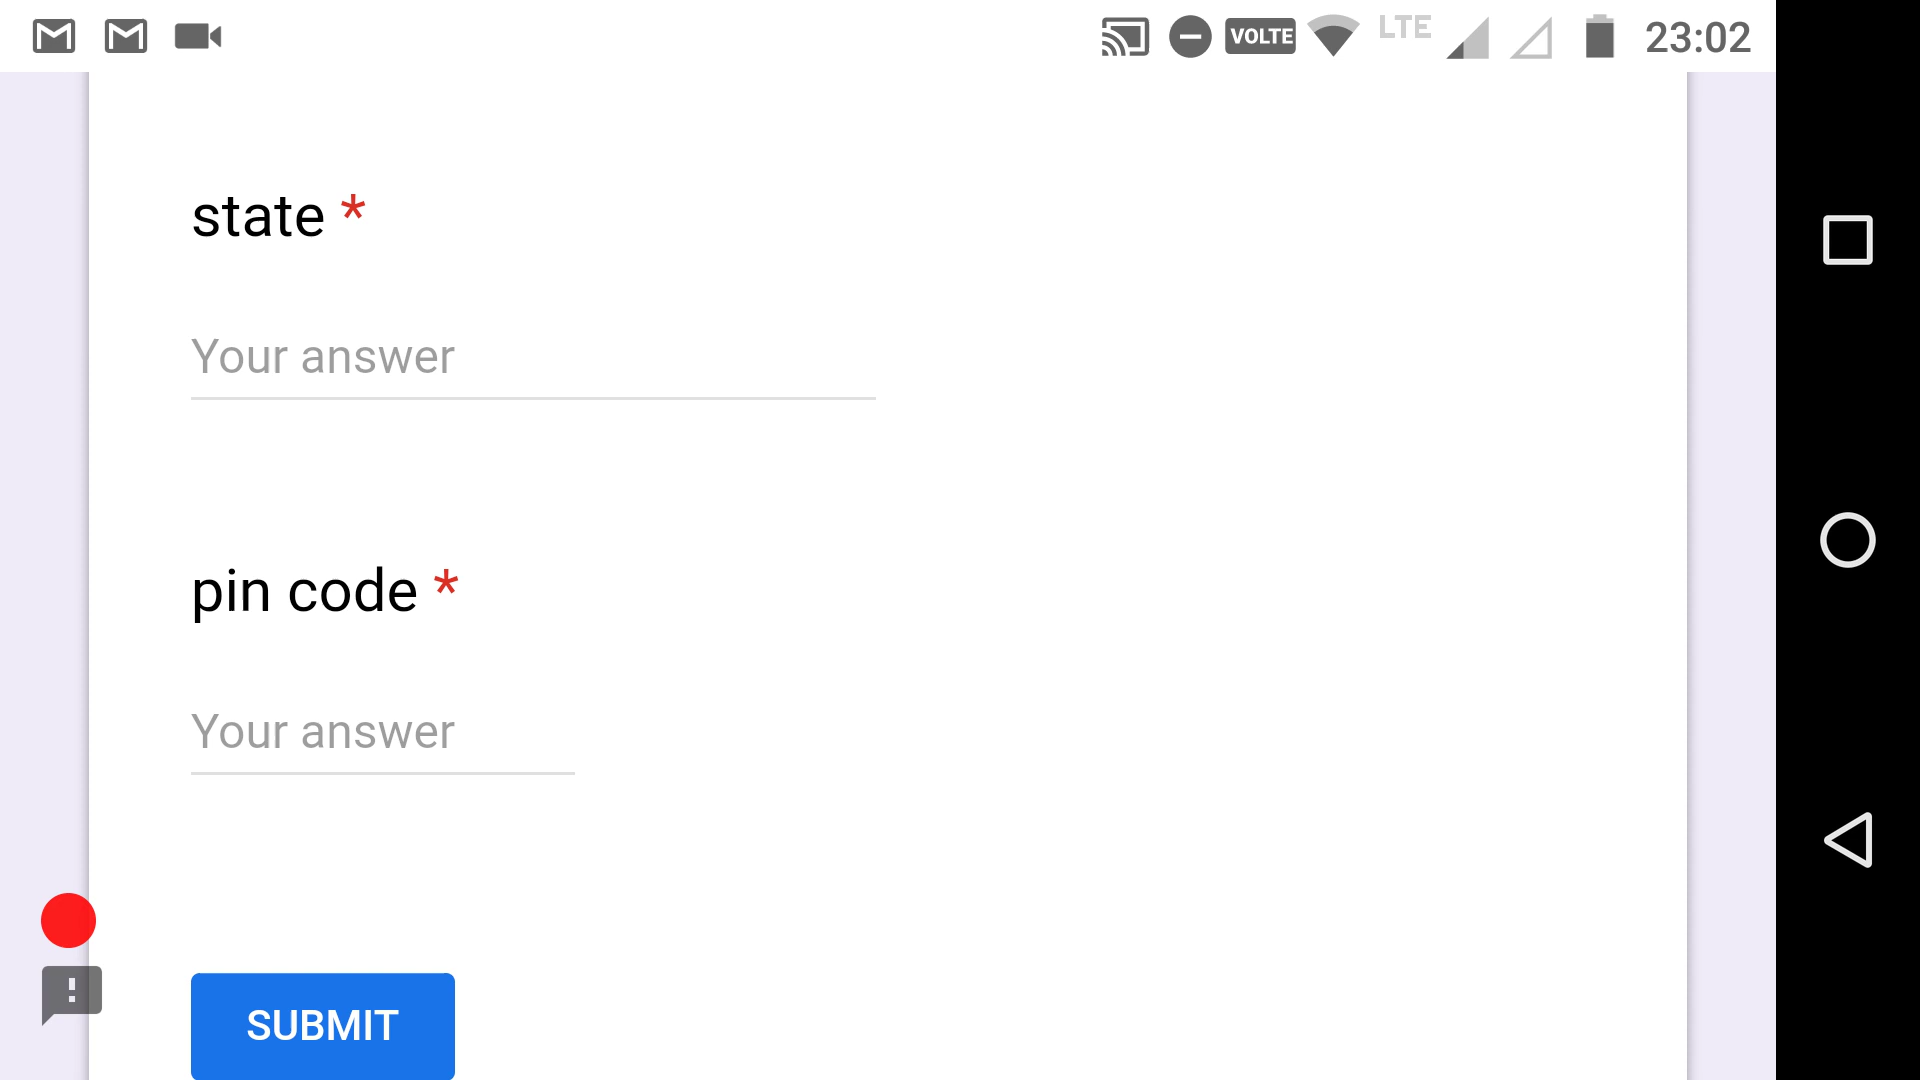 VOLTE LTE 23:02
state *
Your answer
pin code *
Your answer
SUBMIT